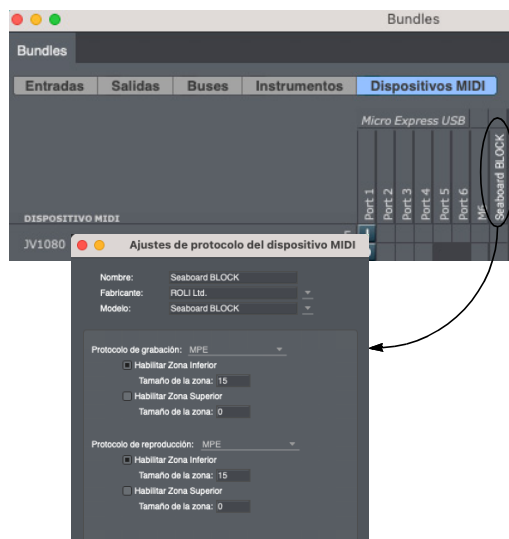 Bundles
Bundles
Entradas Salidas Buses Instrumentos Dispositivos MIDI
Micro Express USB
Port 1
Port 2
Port 3
Port 4
Port 5
Port 6
M6
Seaboard BLOCK
DISPOSITIVO MIDI
JV1080
Ajustes de protocolo del dispositivo MIDI
Nombre: Seaboard BLOCK
Fabricante: ROLI Ltd.
Modelo: Seaboard BLOCK
Protocolo de grabación: MPE
Habilitar Zona Inferior
Tamaño de la zona: 15
Habilitar Zona Superior
Tamaño de la zona: 0
Protocolo de reproducción: MPE
Habilitar Zona Inferior
Tamaño de la zona: 15
Habilitar Zona Superior
Tamaño de la zona: 0